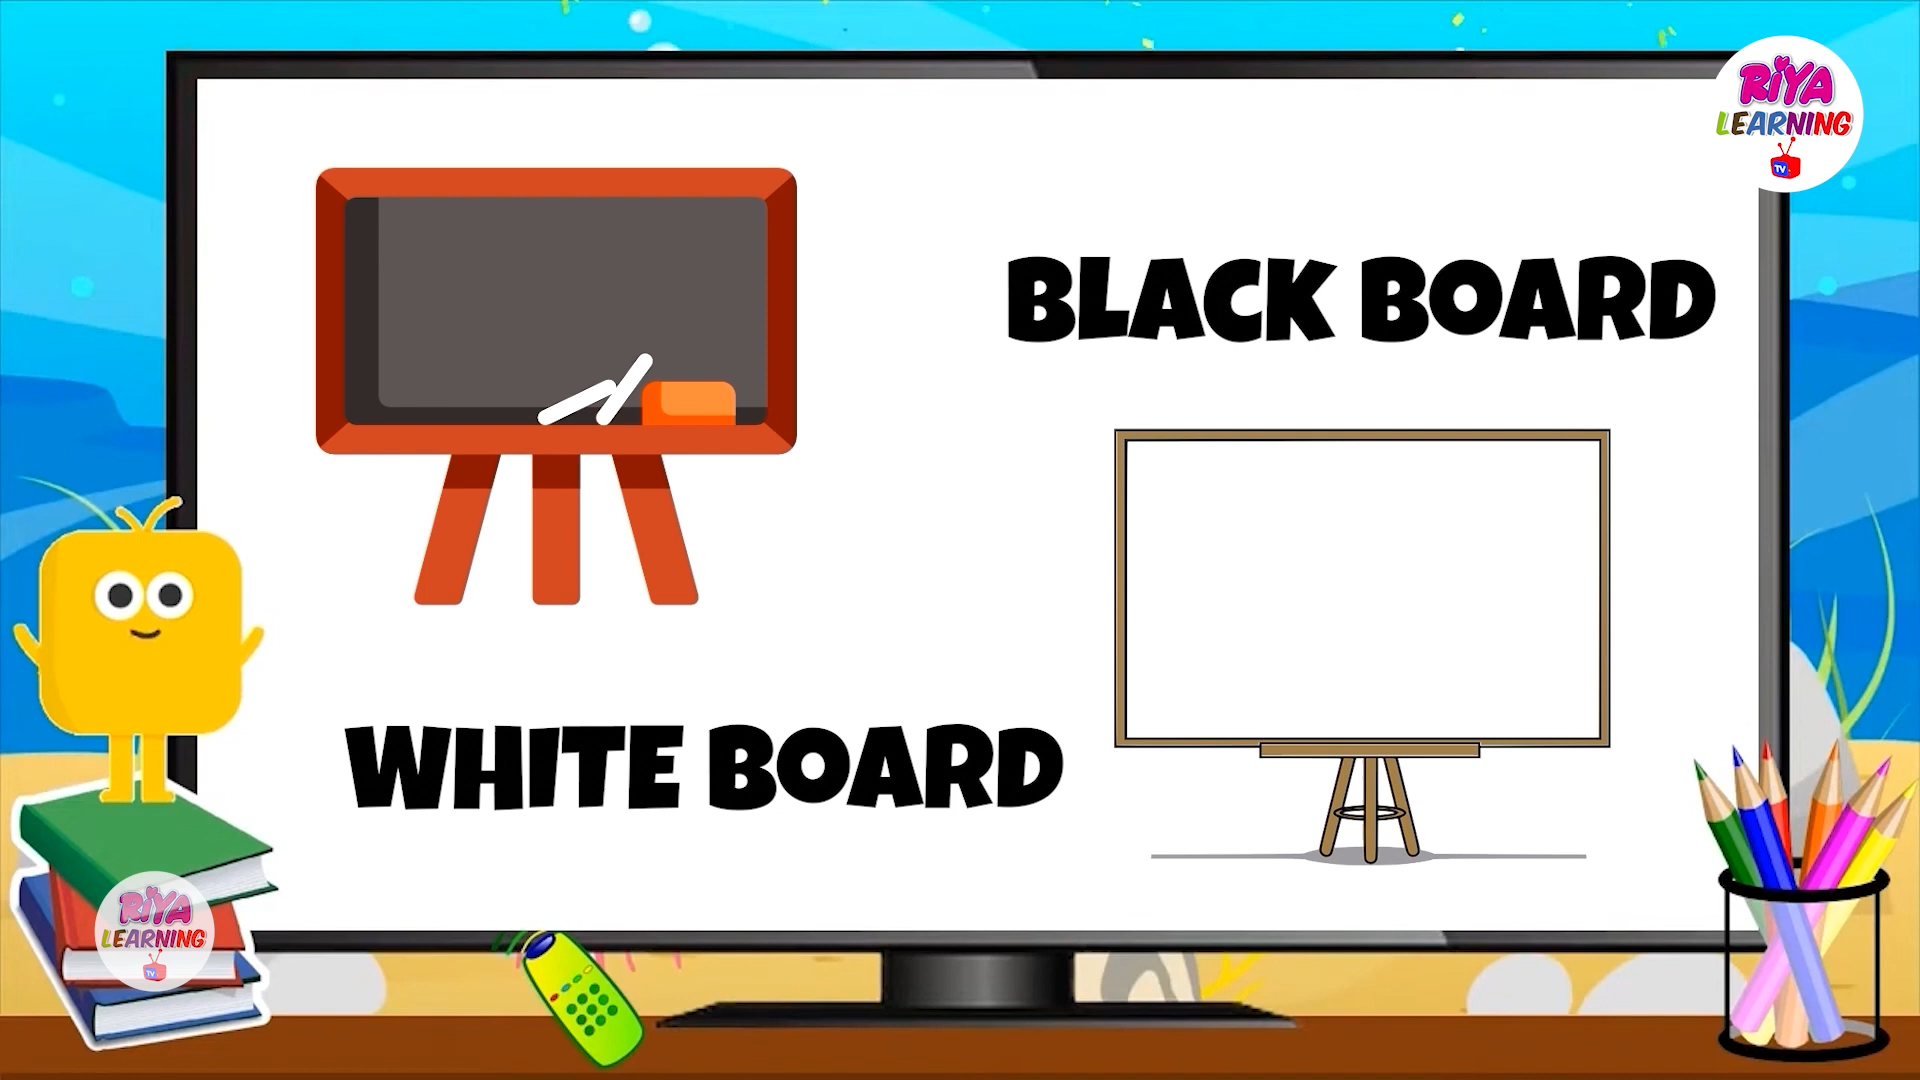 RIYA
LEARNING
TV
BLACK BOARD
WHITE BOARD
RIYA
LEARNING
TV